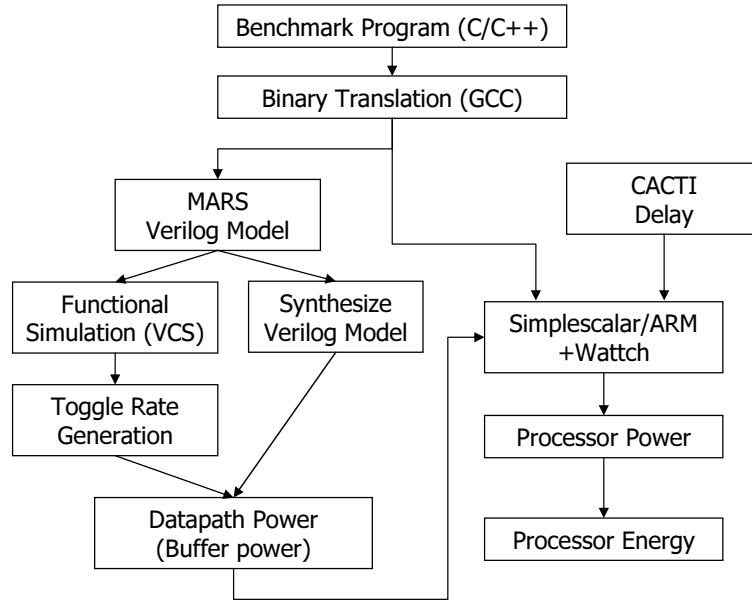 Benchmark Program (C/C++)
Binary Translation (GCC)
MARS
Verilog Model
CACTI
Delay
Functional
Simulation (VCS)
Synthesize
Verilog Model
Simplescalar/ARM
+Wattch
Toggle Rate
Generation
Processor Power
Datapath Power
(Buffer power)
Processor Energy